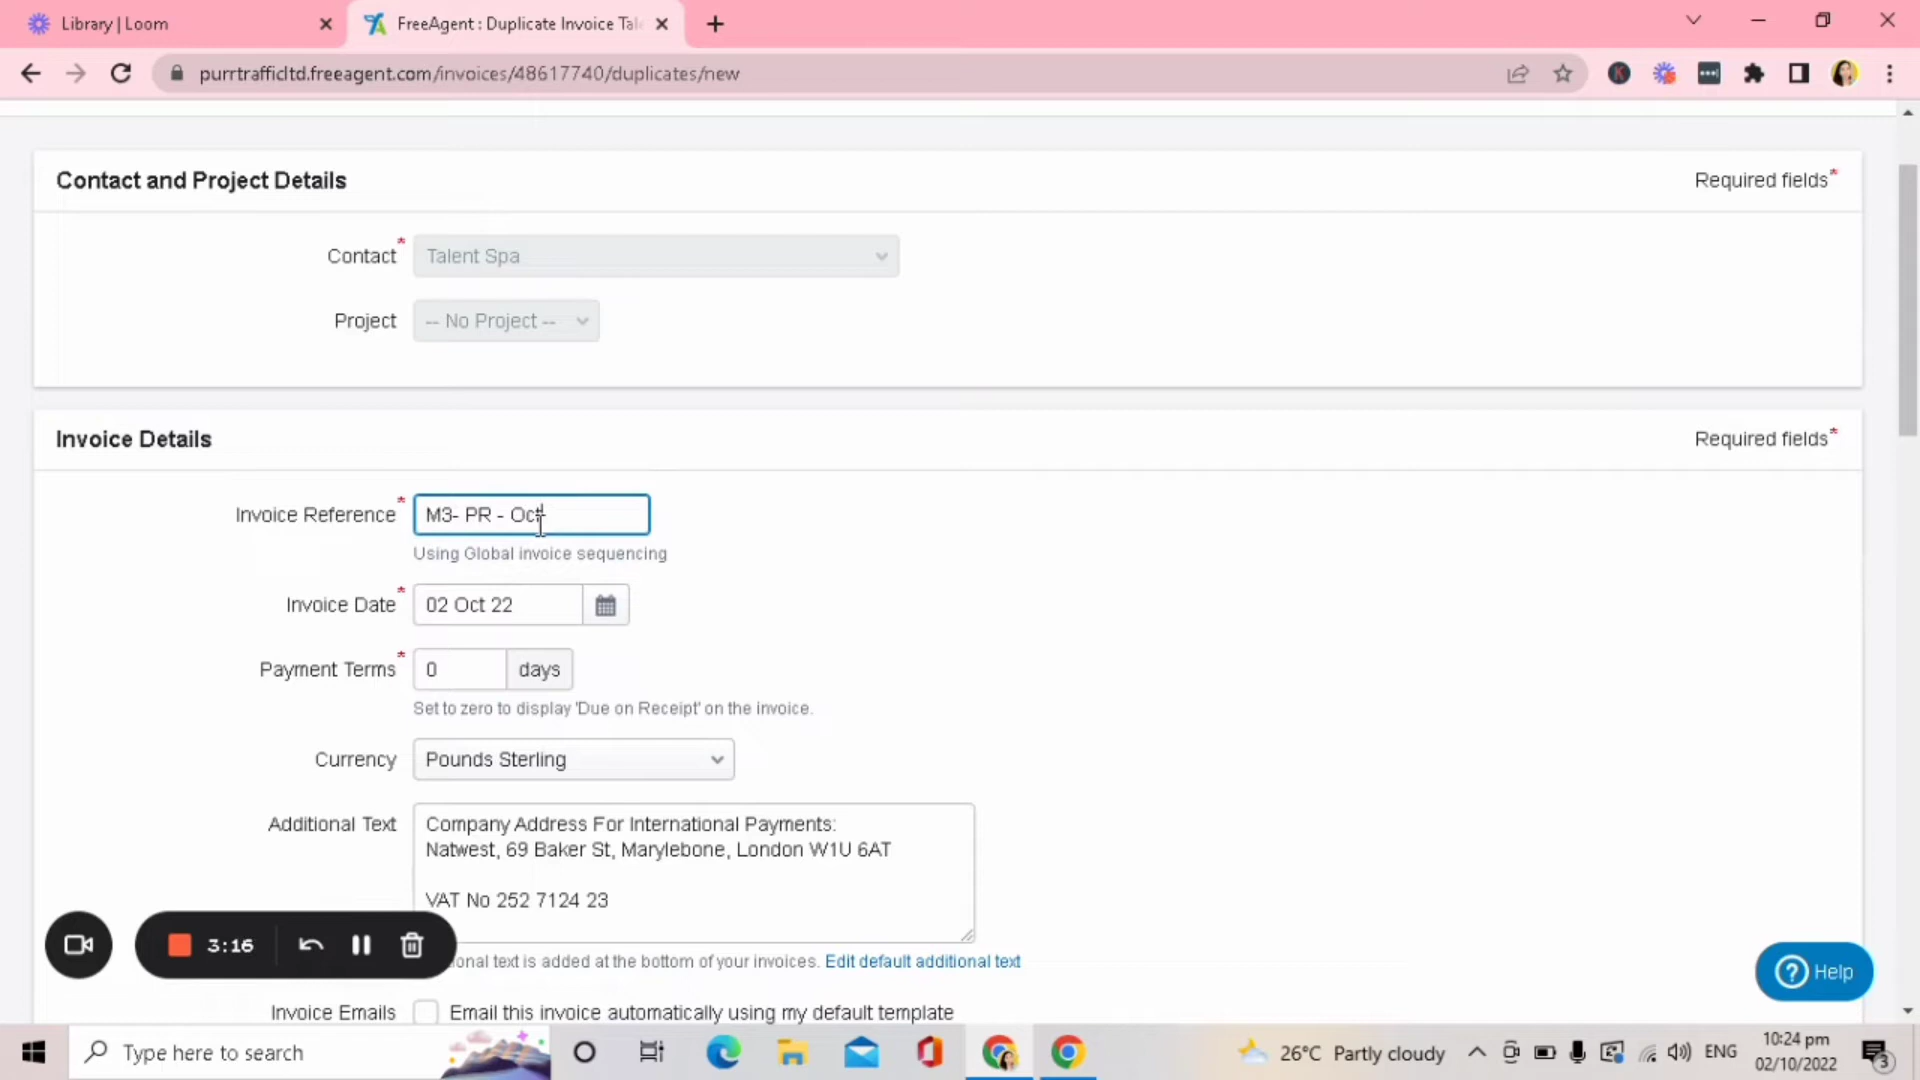 Library | Loom
FreeAgent : Duplicate Invoice Tal
purrtrafficltd.freeagent.com/invoices/48617740/duplicates/new
Contact and Project Details
Required fields*
Contact*
Talent Spa
Project
-- No Project --
Invoice Details
Required fields*
Invoice Reference*
M3- PR - Oct
Using Global invoice sequencing
Invoice Date*
02 Oct 22
Payment Terms*
0
days
Set to zero to display 'Due on Receipt' on the invoice.
Currency
Pounds Sterling
Additional Text
Company Address For International Payments:
Natwest, 69 Baker St, Marylebone, London W1U 6AT
VAT No 252 7124 23
3:16
onal text is added at the bottom of your invoices. Edit default additional text
Help
Invoice Emails
Email this invoice automatically using my default template
Type here to search
26°C Partly cloudy
ENG
10:24 pm
02/10/2022
3